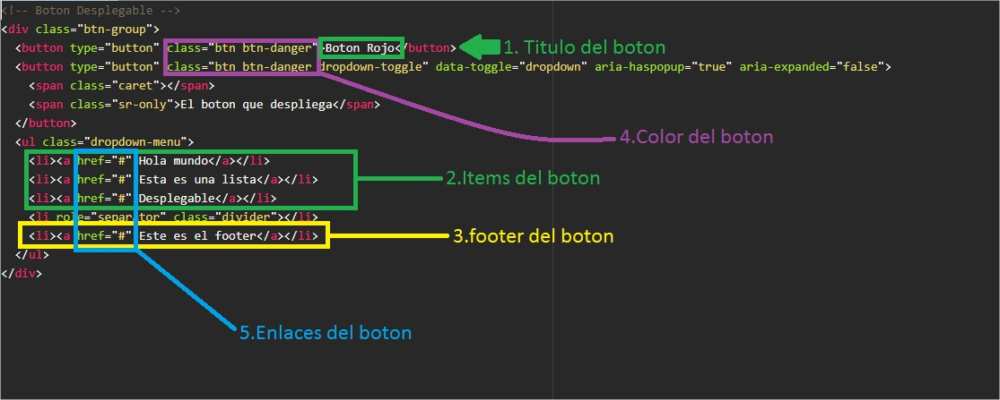 <!-- Boton Desplegable -->
<div class="btn-group">
<button type="button" class="btn btn-danger">Boton Rojo</button> 1. Titulo del boton
<button type="button" class="btn btn-danger dropdown-toggle" data-toggle="dropdown" aria-haspopup="true" aria-expanded="false">
<span class="caret"></span>
<span class="sr-only">El boton que despliega</span>
</button>
4.Color del boton
<ul class="dropdown-menu">
<li><a href="#" Hola mundo</a></li>
<li><a href="#" Esta es una lista</a></li> 2.Items del boton
<li><a href="#" Desplegable</a></li>
<li role="separator" class="divider"></li>
<li><a href="#" Este es el footer</a></li> 3.footer del boton
</ul>
</div>
5.Enlaces del boton